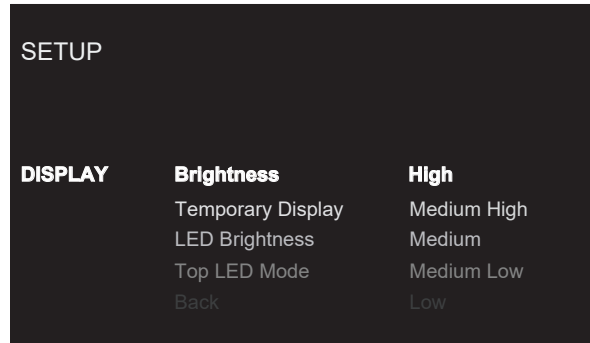 SETUP
DISPLAY Brightness High
Temporary Display Medium High
LED Brightness Medium
Top LED Mode Medium Low
Back Low